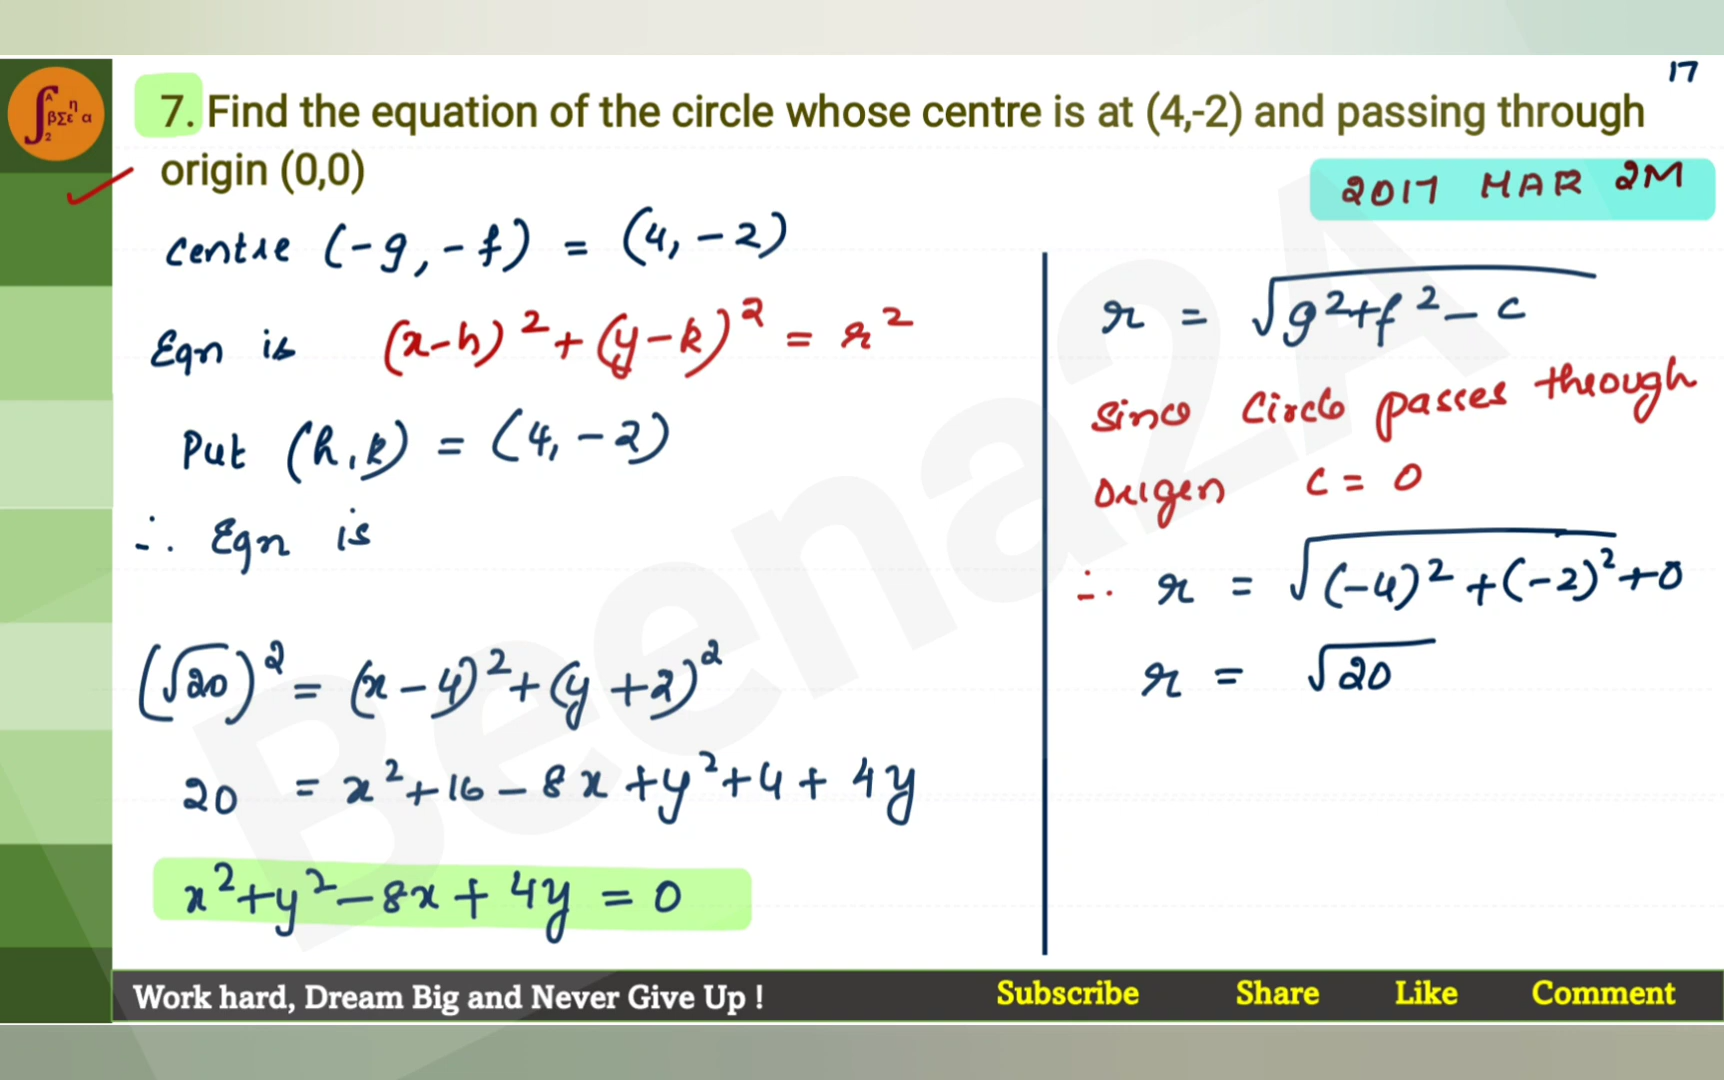 17
7. Find the equation of the circle whose centre is at (4,-2) and passing through
origin (0,0)
2017 MAR 2M
centre (-g, -f) = (4, -2)
Eqn is (x-h)² + (y-k)² = r²
Put (h, k) = (4, -2)
∴ Eqn is
(√20)² = (x-4)² + (y+2)²
20 = x² + 16 - 8x + y² + 4 + 4y
x² + y² - 8x + 4y = 0
r = √g²+f²-c
Since Circle passes through
origen c = 0
∴ r = √(-4)² + (-2)² + 0
r = √20
Beena2A
Work hard, Dream Big and Never Give Up !
Subscribe Share Like Comment